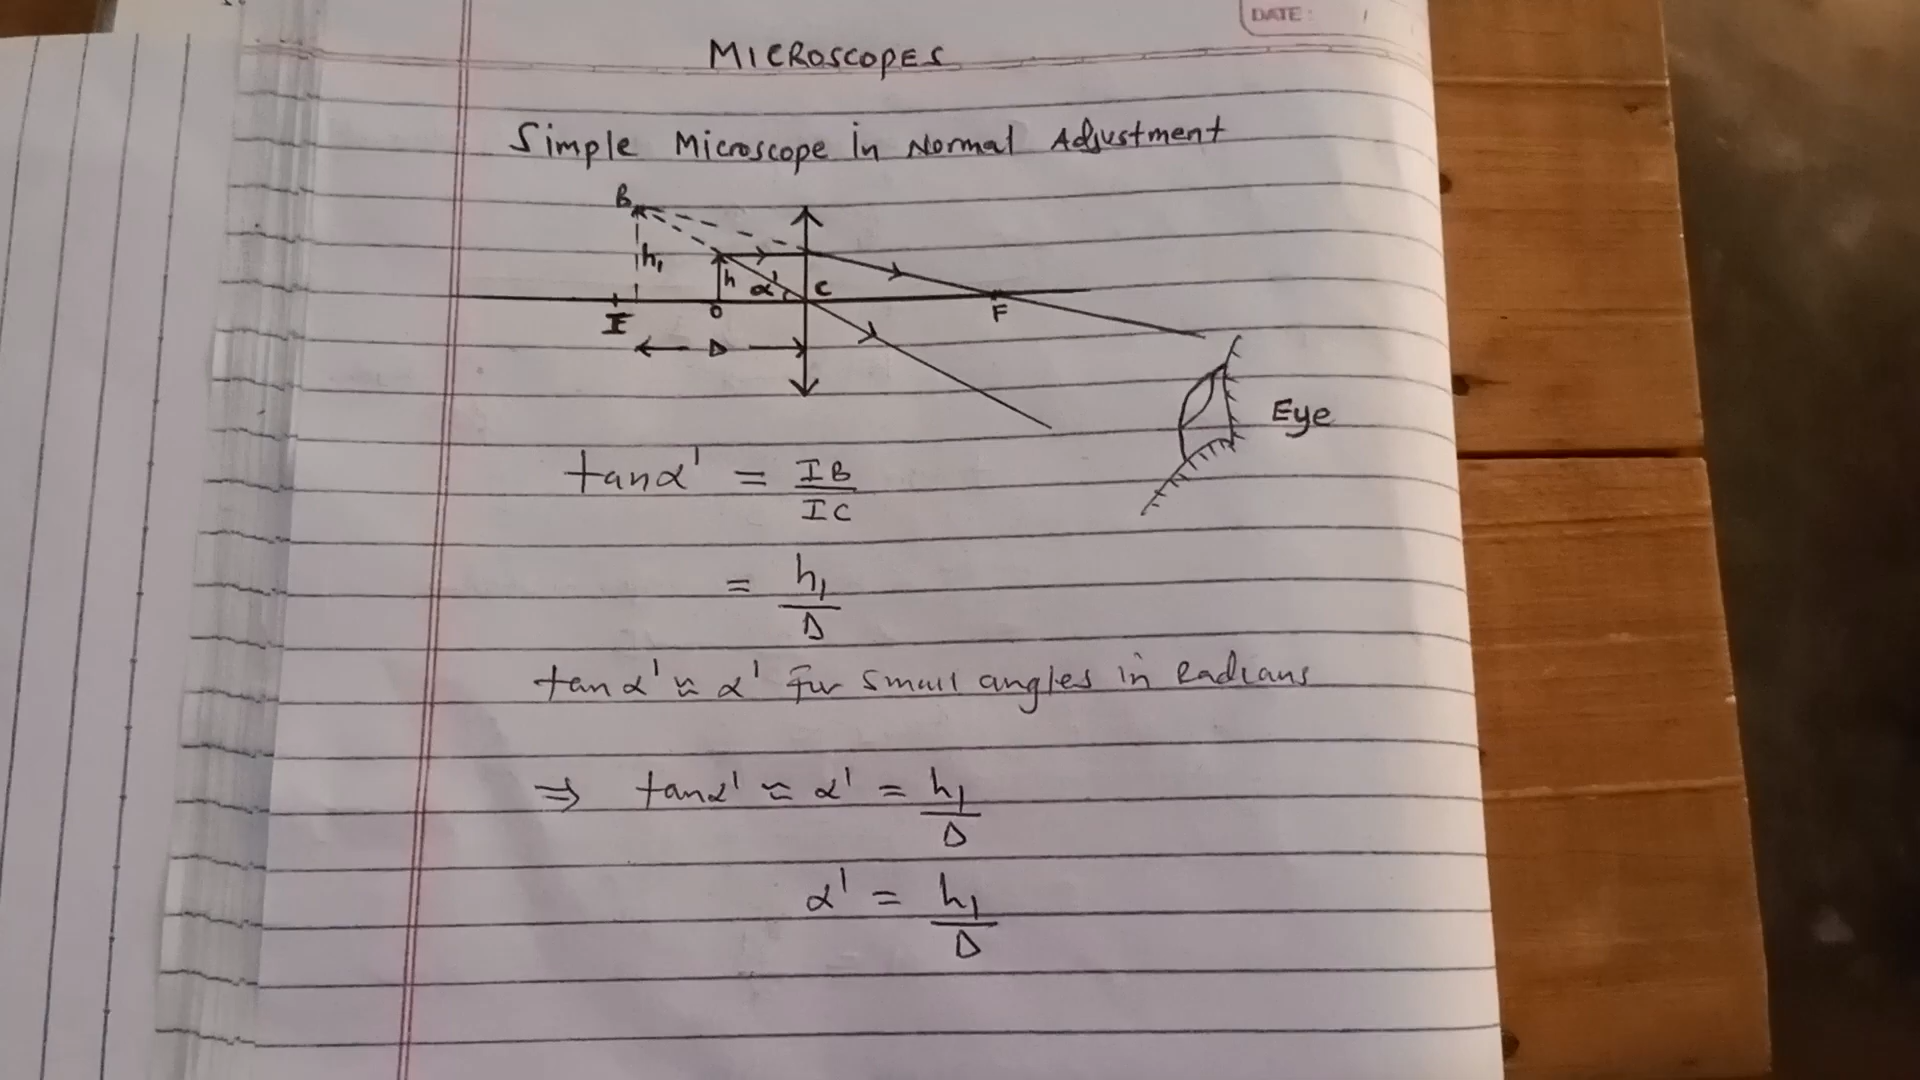 DATE:
MICROSCOPES
Simple Microscope in Normal Adjustment
B
h₁
h α' C
I O F
D
Eye
tanα' = IB/IC
= h₁/D
tanα' ≈ α' for small angles in Radians
⇒ tanα' ≈ α' = h₁/D
α' = h₁/D